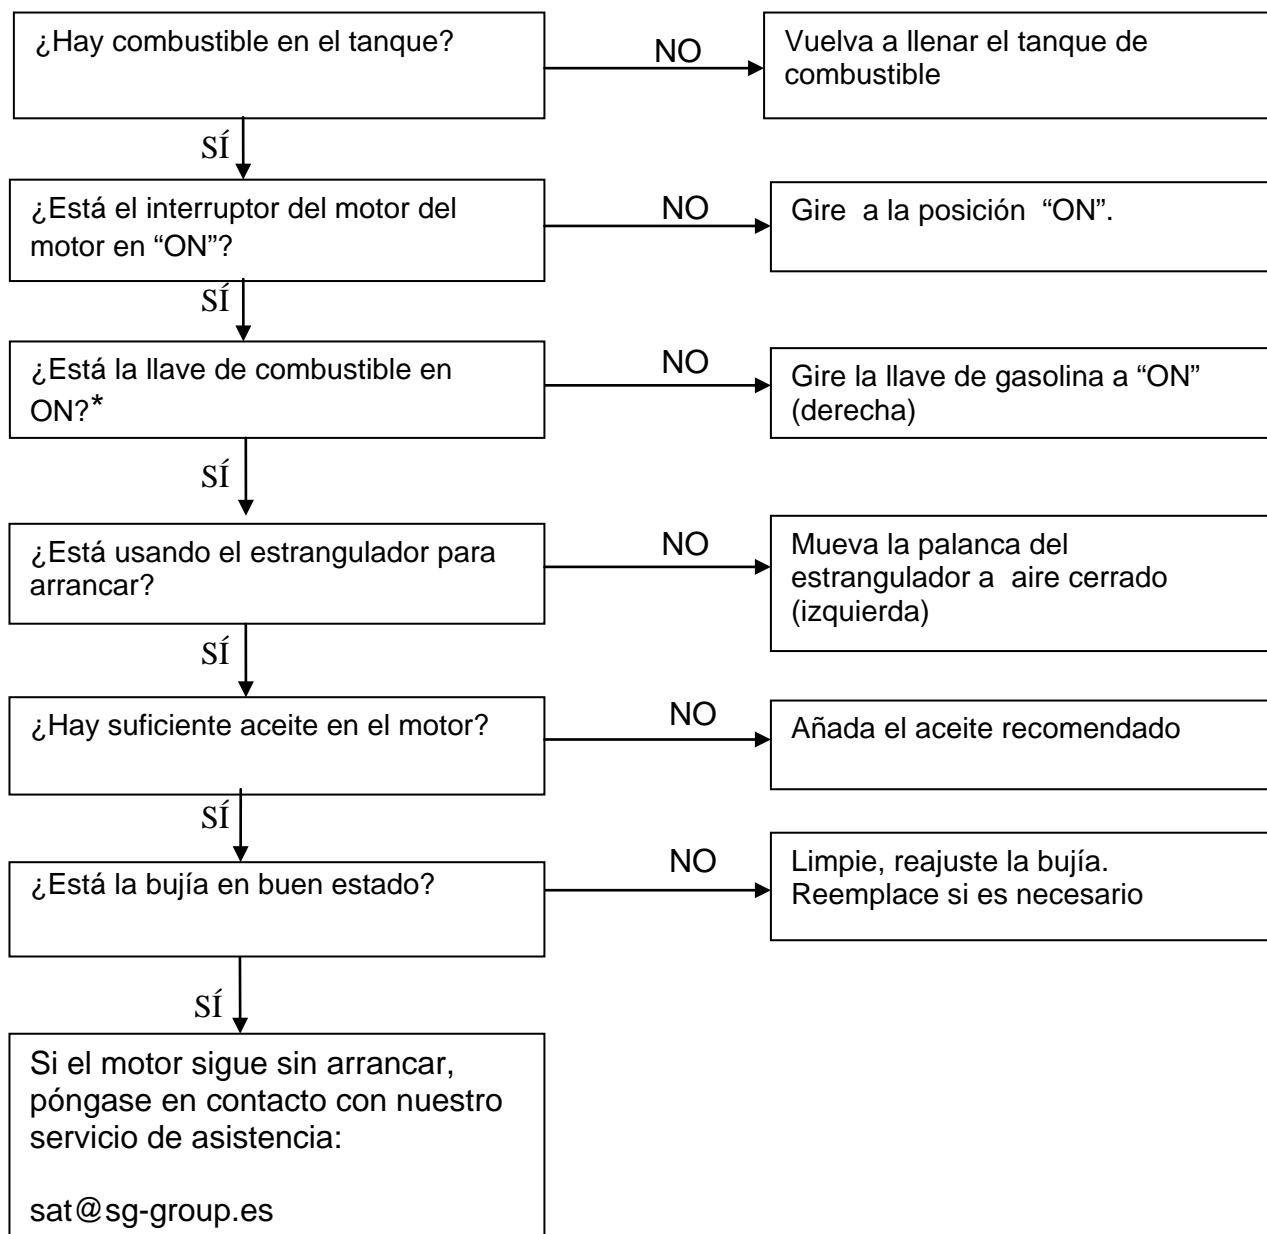 ¿Hay combustible en el tanque?
NO
Vuelva a llenar el tanque de
combustible
SÍ
¿Está el interruptor del motor del
motor en “ON”?
NO
Gire a la posición “ON”.
SÍ
¿Está la llave de combustible en
ON?*
NO
Gire la llave de gasolina a “ON”
(derecha)
SÍ
¿Está usando el estrangulador para
arrancar?
NO
Mueva la palanca del
estrangulador a aire cerrado
(izquierda)
SÍ
¿Hay suficiente aceite en el motor?
NO
Añada el aceite recomendado
SÍ
¿Está la bujía en buen estado?
NO
Limpie, reajuste la bujía.
Reemplace si es necesario
SÍ
Si el motor sigue sin arrancar,
póngase en contacto con nuestro
servicio de asistencia:
sat@sg-group.es